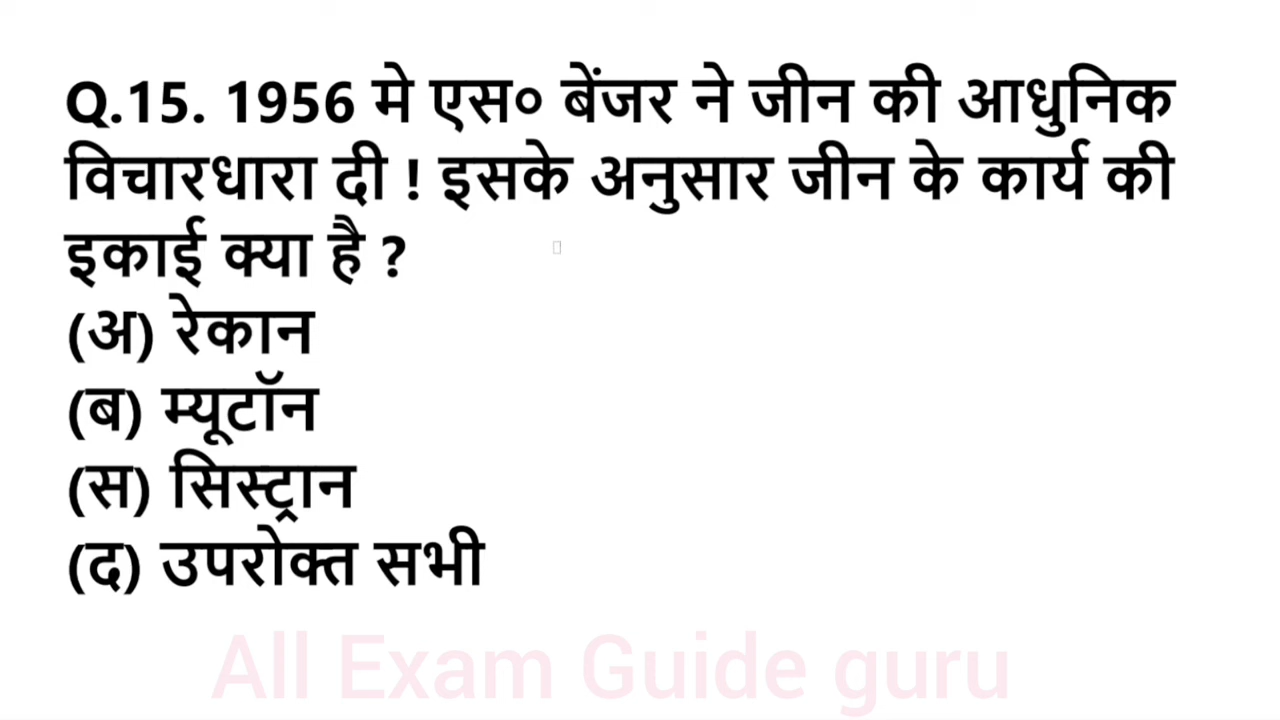 Q.15. 1956 मे एस० बेंजर ने जीन की आधुनिक
विचारधारा दी ! इसके अनुसार जीन के कार्य की
इकाई क्या है ?
(अ) रेकान
(ब) म्यूटॉन
(स) सिस्ट्रान
(द) उपरोक्त सभी
All Exam Guide guru